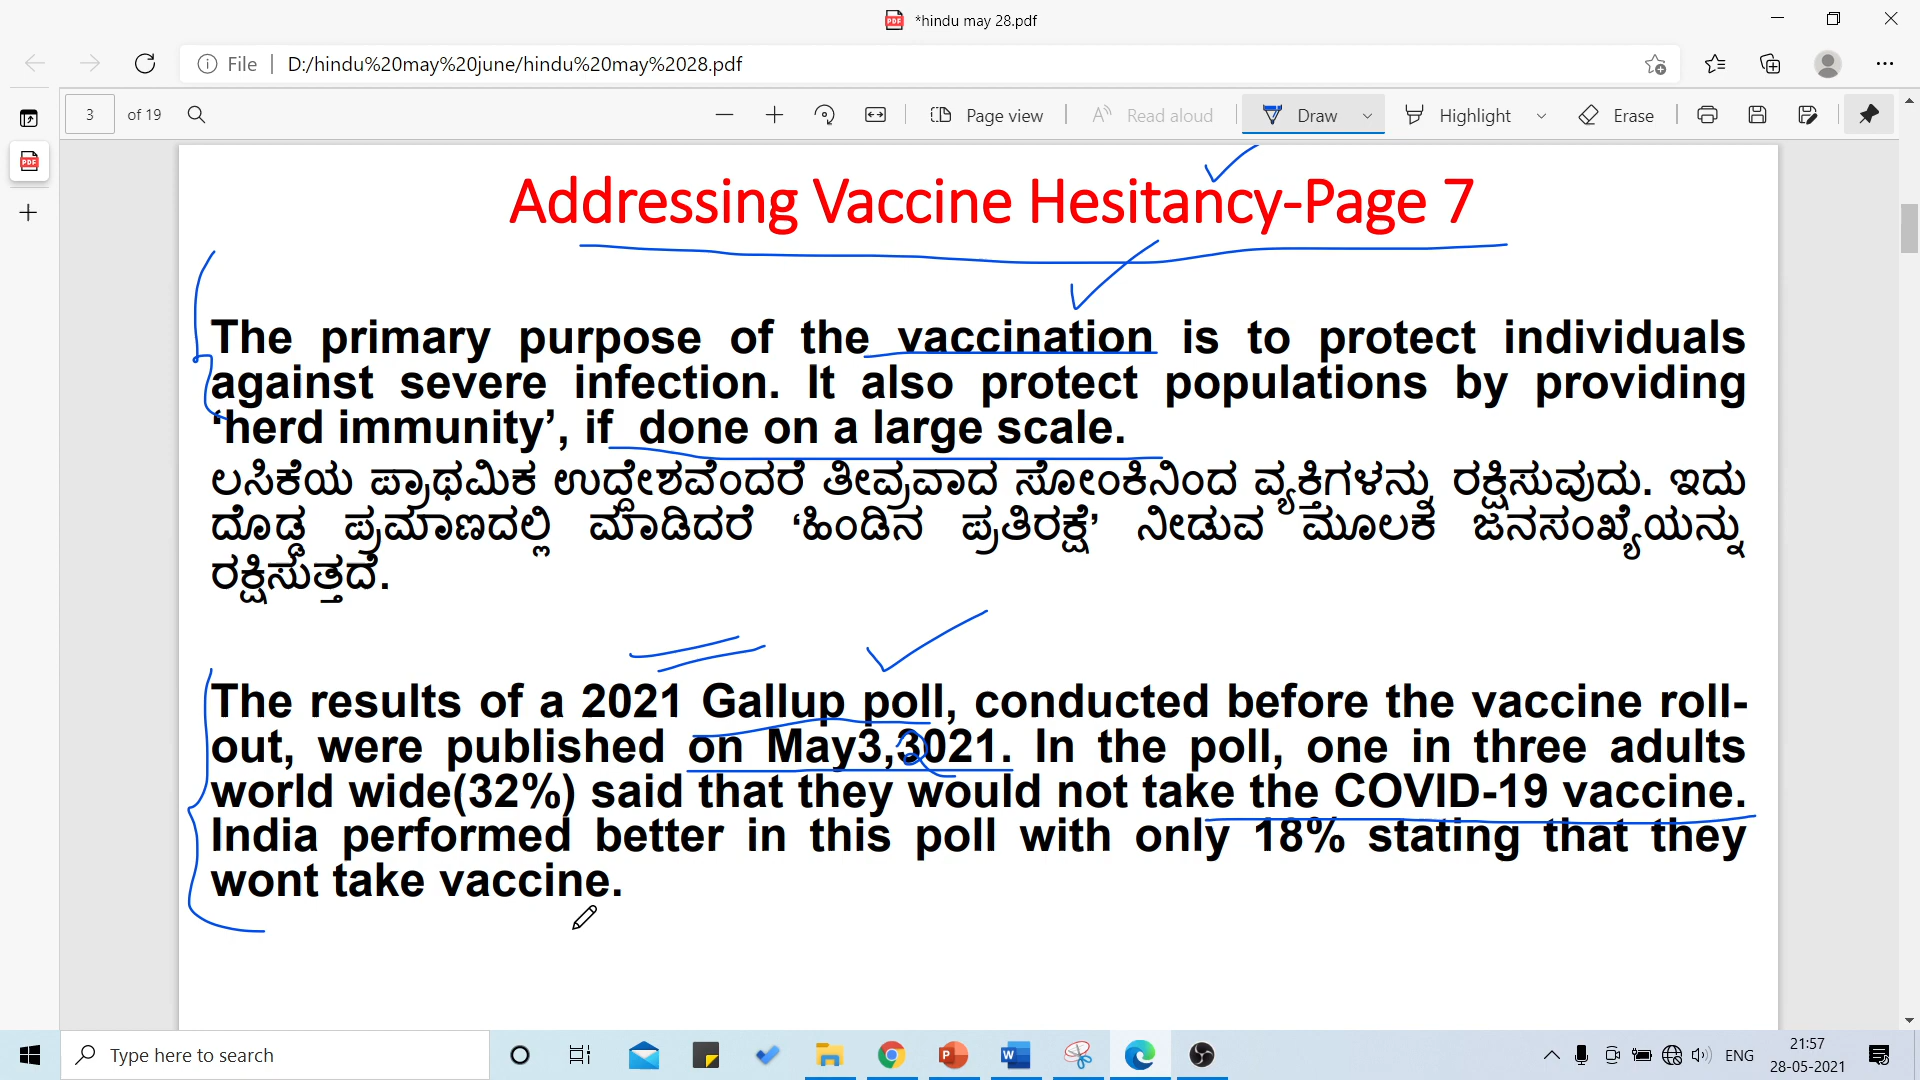 *hindu may 28.pdf
File
D:/hindu%20may%20june/hindu%20may%2028.pdf
3 of 19
Page view
Read aloud
Draw
Highlight
Erase
Addressing Vaccine Hesitancy-Page 7
The primary purpose of the vaccination is to protect individuals
against severe infection. It also protect populations by providing
‘herd immunity’, if done on a large scale.
ಲಸಿಕೆಯ ಪ್ರಾಥಮಿಕ ಉದ್ದೇಶವೆಂದರೆ ತೀವ್ರವಾದ ಸೋಂಕಿನಿಂದ ವ್ಯಕ್ತಿಗಳನ್ನು ರಕ್ಷಿಸುವುದು. ಇದು
ದೊಡ್ಡ ಪ್ರಮಾಣದಲ್ಲಿ ಮಾಡಿದರೆ ‘ಹಿಂಡಿನ ಪ್ರತಿರಕ್ಷೆ’ ನೀಡುವ ಮೂಲಕ ಜನಸಂಖ್ಯೆಯನ್ನು
ರಕ್ಷಿಸುತ್ತದೆ.
The results of a 2021 Gallup poll, conducted before the vaccine roll-
out, were published on May3,3021. In the poll, one in three adults
world wide(32%) said that they would not take the COVID-19 vaccine.
India performed better in this poll with only 18% stating that they
wont take vaccine.
Type here to search
ENG
21:57
28-05-2021